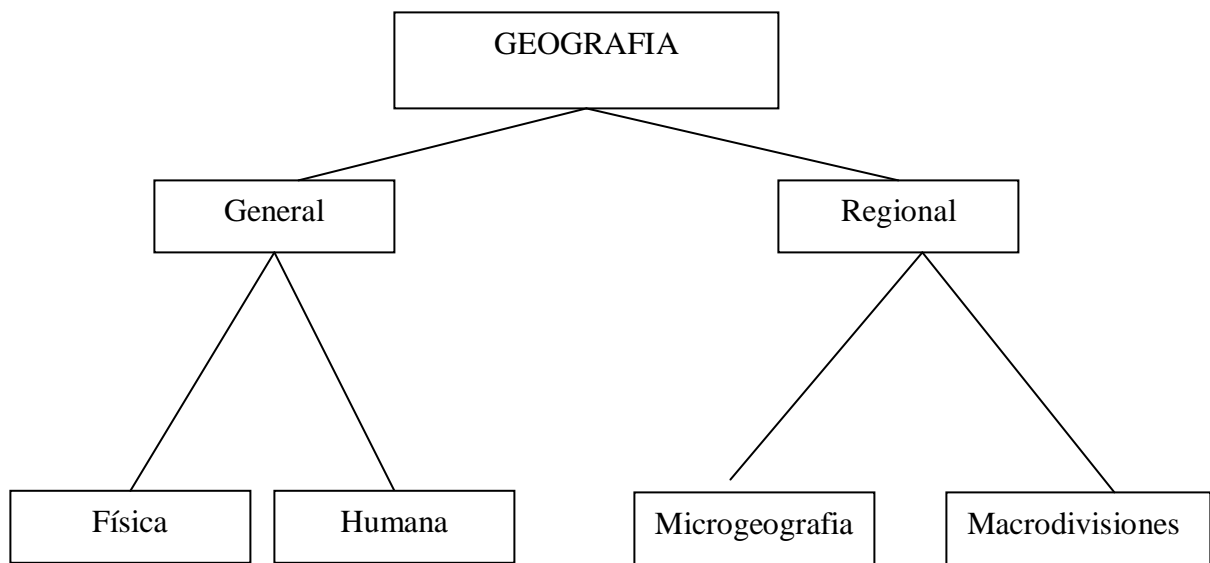 GEOGRAFIA
General
Regional
Física
Humana
Microgeografia
Macrodivisiones